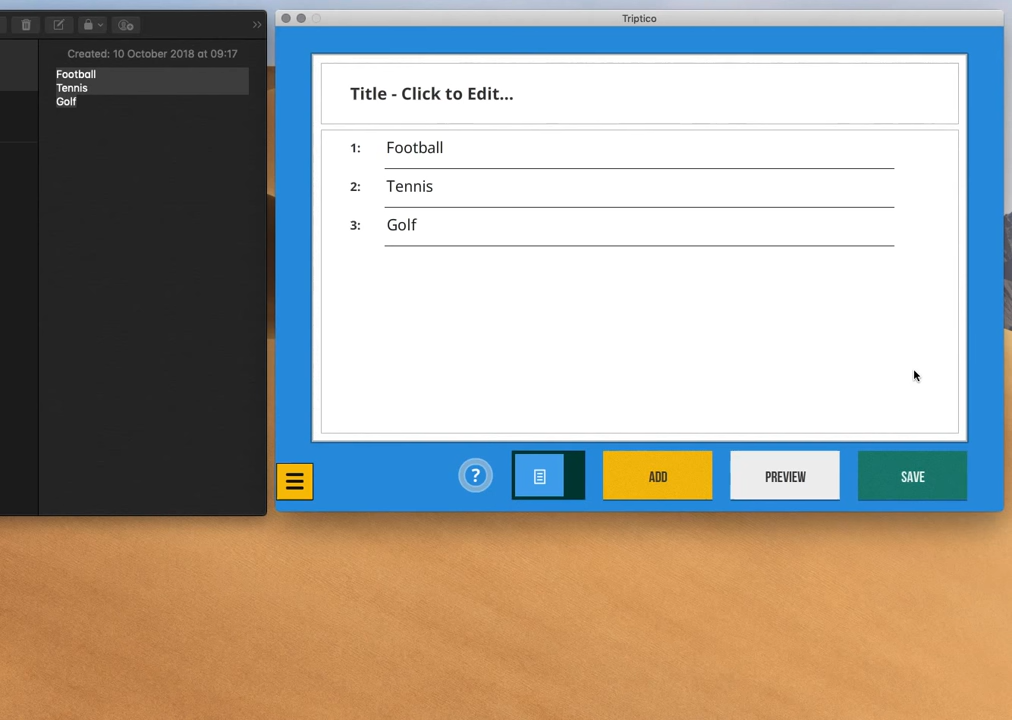 Created: 10 October 2018 at 09:17
Football
Tennis
Golf
Triptico
Title - Click to Edit...
1: Football
2: Tennis
3: Golf
?
ADD
PREVIEW
SAVE